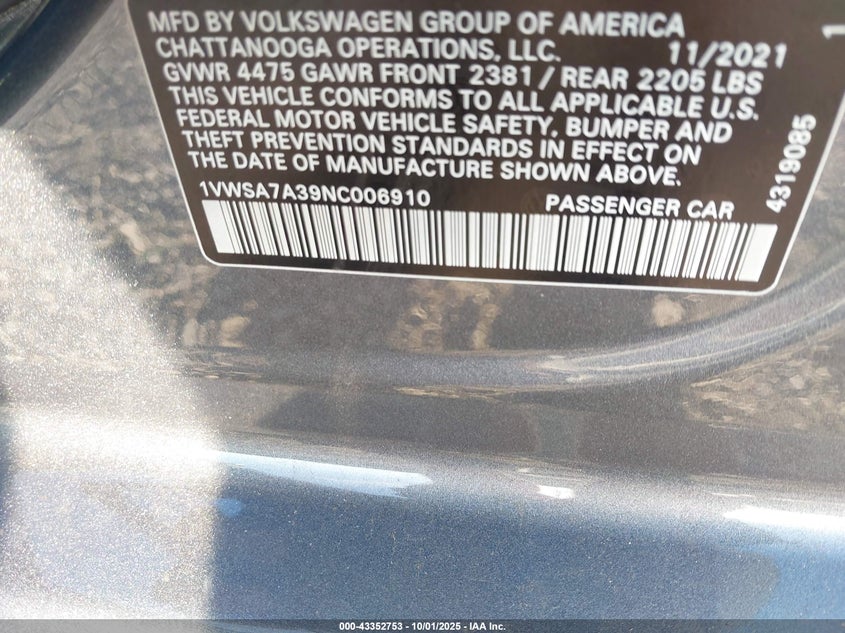 MFD BY VOLKSWAGEN GROUP OF AMERICA
CHATTANOOGA OPERATIONS, LLC. 11/2021
GVWR 4475 GAWR FRONT 2381 / REAR 2205 LBS
THIS VEHICLE CONFORMS TO ALL APPLICABLE U.S.
FEDERAL MOTOR VEHICLE SAFETY, BUMPER AND
THEFT PREVENTION STANDARDS IN EFFECT ON
THE DATE OF MANUFACTURE SHOWN ABOVE.
1VWSA7A39NC006910 PASSENGER CAR
4319085
1
000-43352753 - 10/01/2025 - IAA Inc.